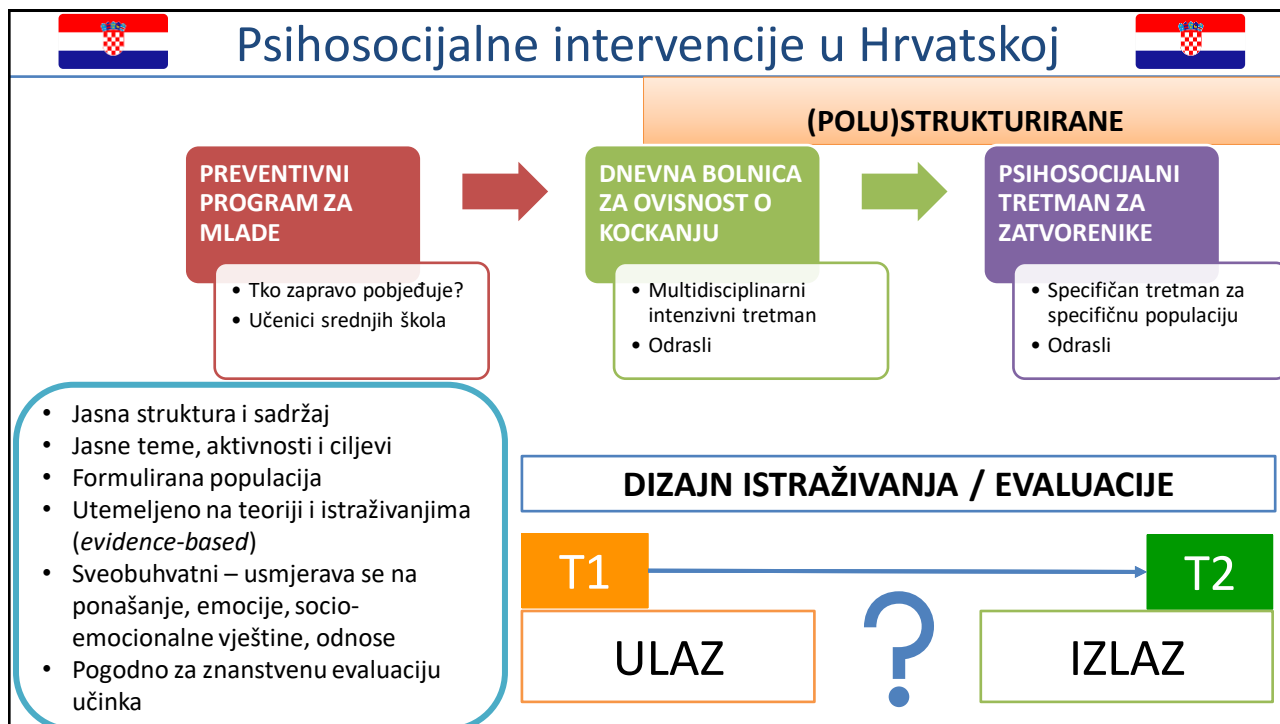 Psihosocijalne intervencije u Hrvatskoj
(POLU)STRUKTURIRANE
PREVENTIVNI
PROGRAM ZA
MLADE
• Tko zapravo pobjeđuje?
• Učenici srednjih škola
DNEVNA BOLNICA
ZA OVISNOST O
KOCKANJU
• Multidisciplinarni
intenzivni tretman
• Odrasli
PSIHOSOCIJALNI
TRETMAN ZA
ZATVORENIKE
• Specifičan tretman za
specifičnu populaciju
• Odrasli
• Jasna struktura i sadržaj
• Jasne teme, aktivnosti i ciljevi
• Formulirana populacija
• Utemeljeno na teoriji i istraživanjima
(evidence-based)
• Sveobuhvatni – usmjerava se na
ponašanje, emocije, socio-
emocionalne vještine, odnose
• Pogodno za znanstvenu evaluaciju
učinka
DIZAJN ISTRAŽIVANJA / EVALUACIJE
T1
T2
ULAZ
?
IZLAZ